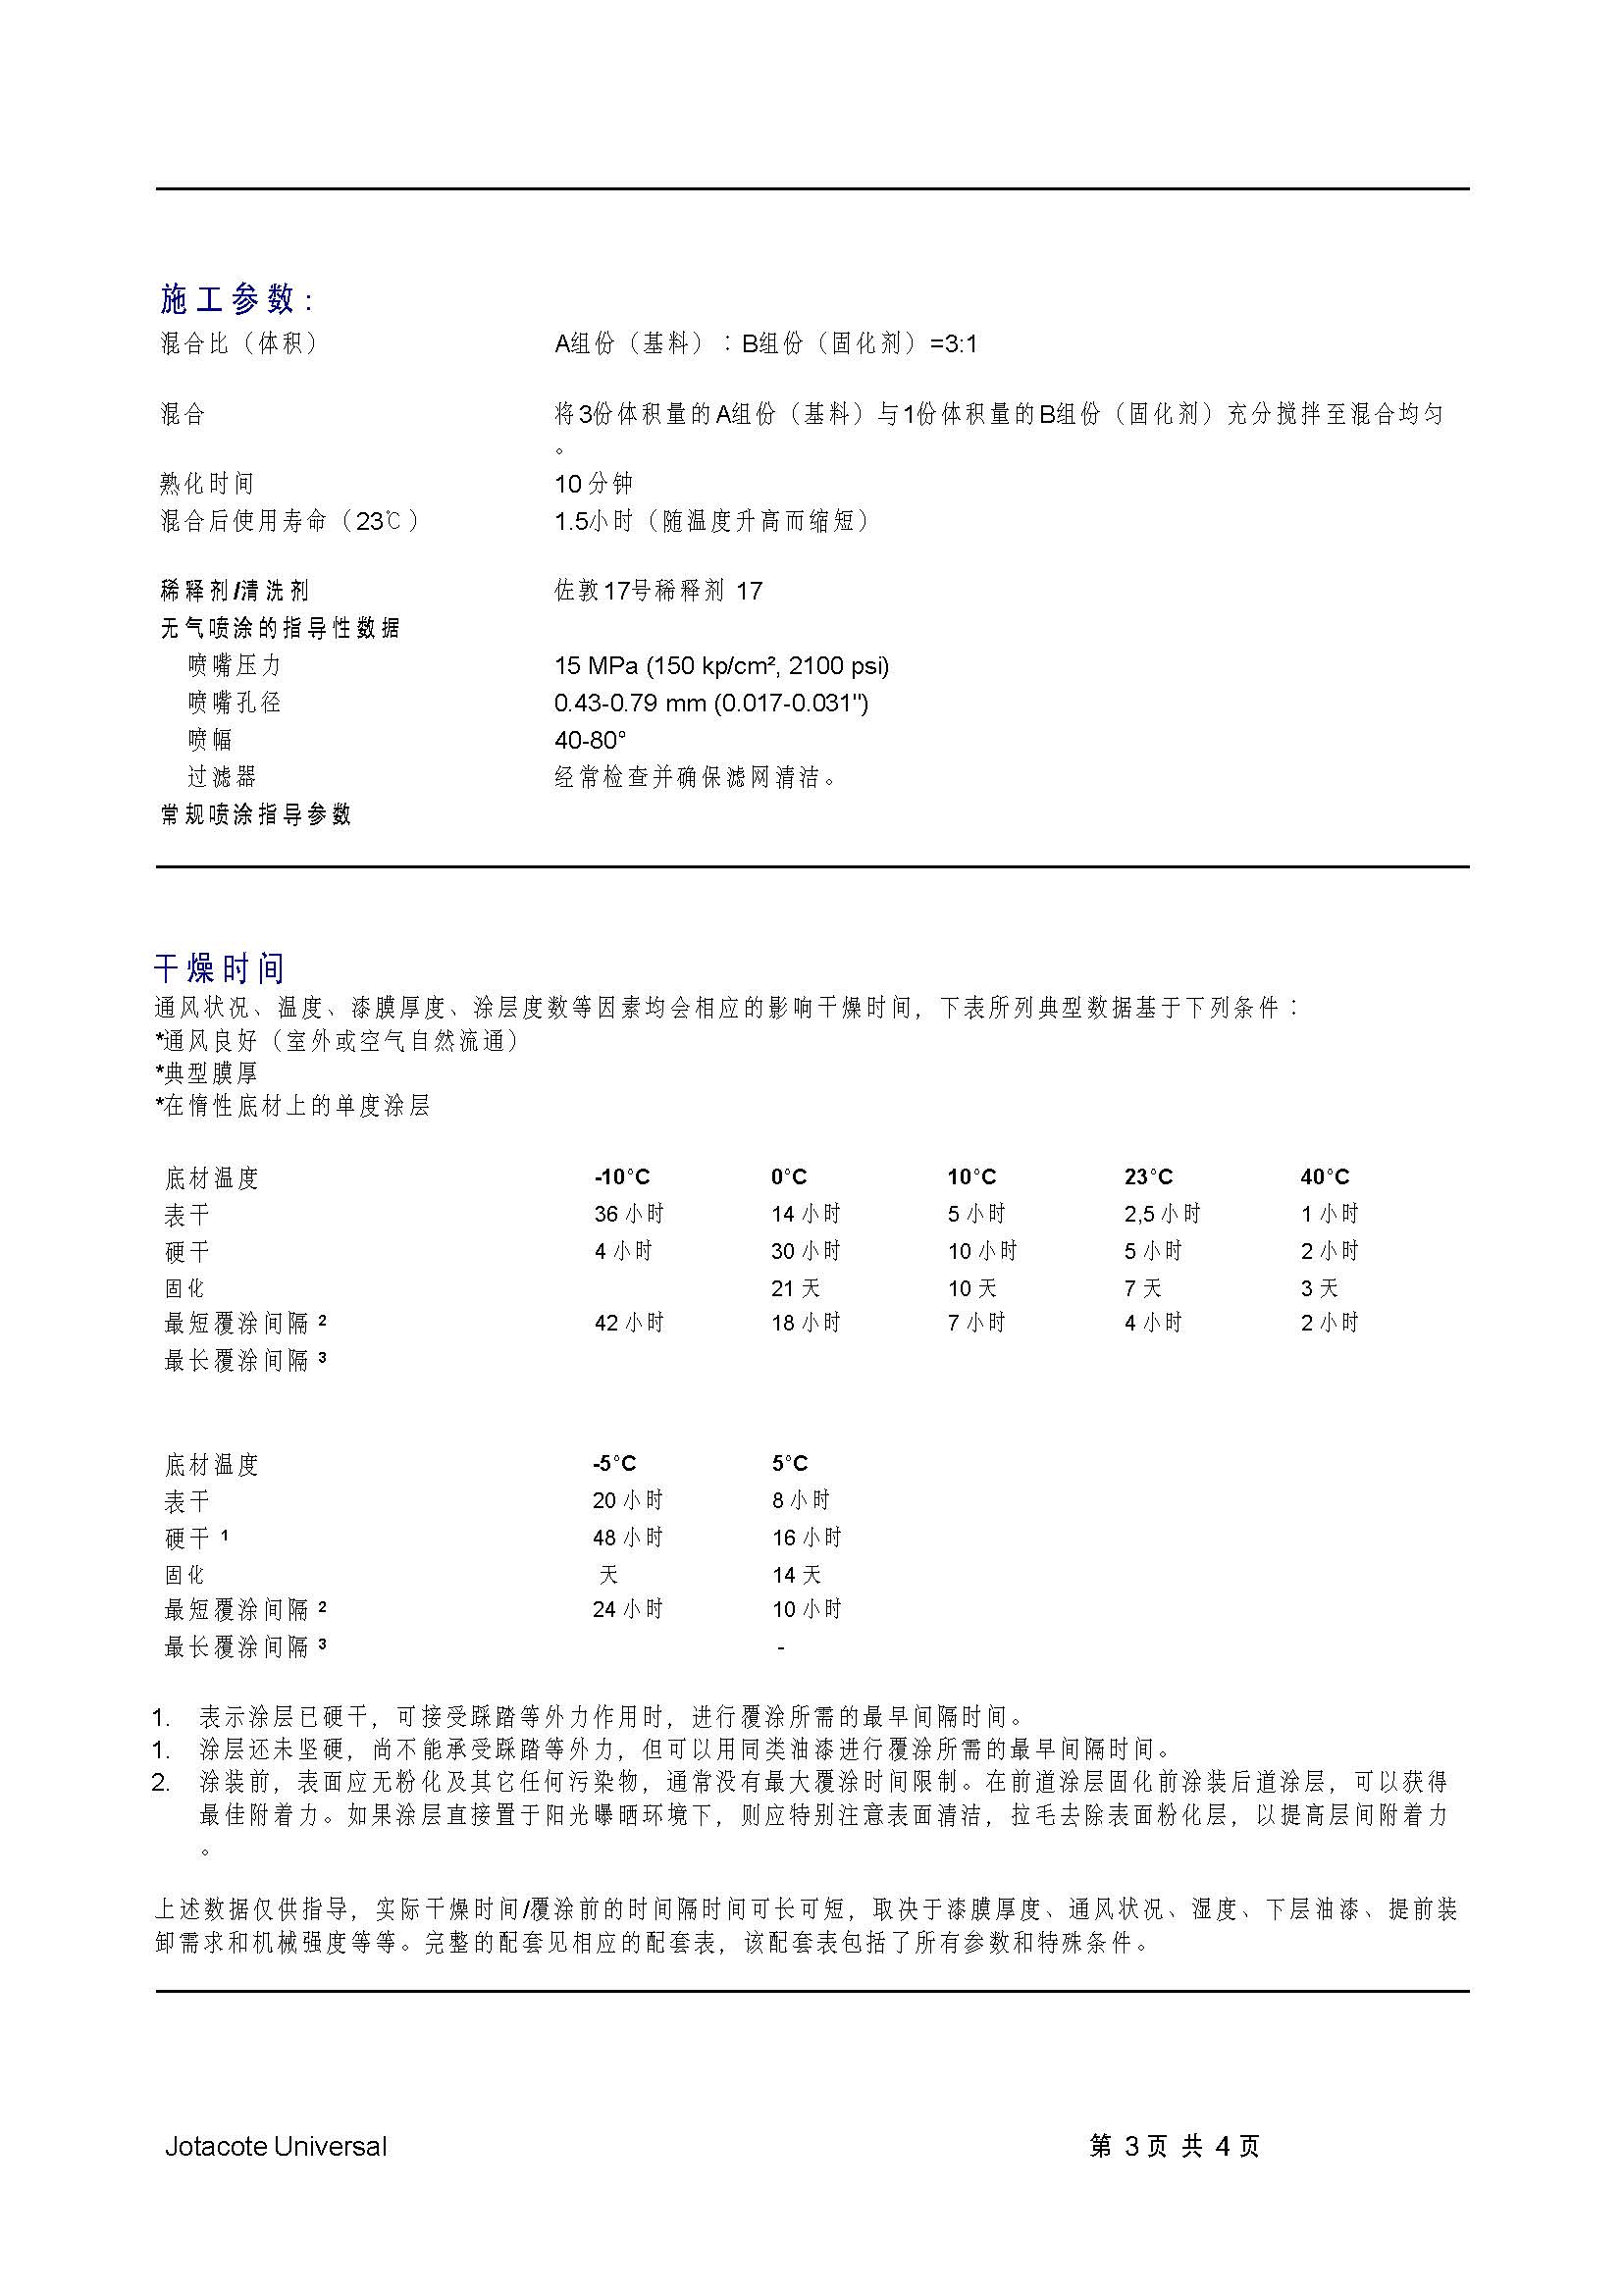 施工参数:
混合比（体积） A组份（基料）：B组份（固化剂）=3:1
混合 将3份体积量的A组份（基料）与1份体积量的B组份（固化剂）充分搅拌至混合均匀
。
熟化时间 10 分钟
混合后使用寿命（23℃） 1.5小时（随温度升高而缩短）
稀释剂/清洗剂 佐敦17号稀释剂 17
无气喷涂的指导性数据
喷嘴压力 15 MPa (150 kp/cm², 2100 psi)
喷嘴孔径 0.43-0.79 mm (0.017-0.031")
喷幅 40-80°
过滤器 经常检查并确保滤网清洁。
常规喷涂指导参数
干燥时间
通风状况、温度、漆膜厚度、涂层度数等因素均会相应的影响干燥时间，下表所列典型数据基于下列条件：
*通风良好（室外或空气自然流通）
*典型膜厚
*在惰性底材上的单度涂层
底材温度 -10°C 0°C 10°C 23°C 40°C
表干 36 小时 14 小时 5 小时 2,5 小时 1 小时
硬干 4 小时 30 小时 10 小时 5 小时 2 小时
固化 21 天 10 天 7 天 3 天
最短覆涂间隔 ² 42 小时 18 小时 7 小时 4 小时 2 小时
最长覆涂间隔 ³
底材温度 -5°C 5°C
表干 20 小时 8 小时
硬干 ¹ 48 小时 16 小时
固化 天 14 天
最短覆涂间隔 ² 24 小时 10 小时
最长覆涂间隔 ³ -
1. 表示涂层已硬干，可接受踩踏等外力作用时，进行覆涂所需的最早间隔时间。
1. 涂层还未坚硬，尚不能承受踩踏等外力，但可以用同类油漆进行覆涂所需的最早间隔时间。
2. 涂装前，表面应无粉化及其它任何污染物，通常没有最大覆涂时间限制。在前道涂层固化前涂装后道涂层，可以获得
最佳附着力。如果涂层直接置于阳光曝晒环境下，则应特别注意表面清洁，拉毛去除表面粉化层，以提高层间附着力
。
上述数据仅供指导，实际干燥时间/覆涂前的时间隔时间可长可短，取决于漆膜厚度、通风状况、湿度、下层油漆、提前装
卸需求和机械强度等等。完整的配套见相应的配套表，该配套表包括了所有参数和特殊条件。
Jotacote Universal 第 3 页 共 4 页